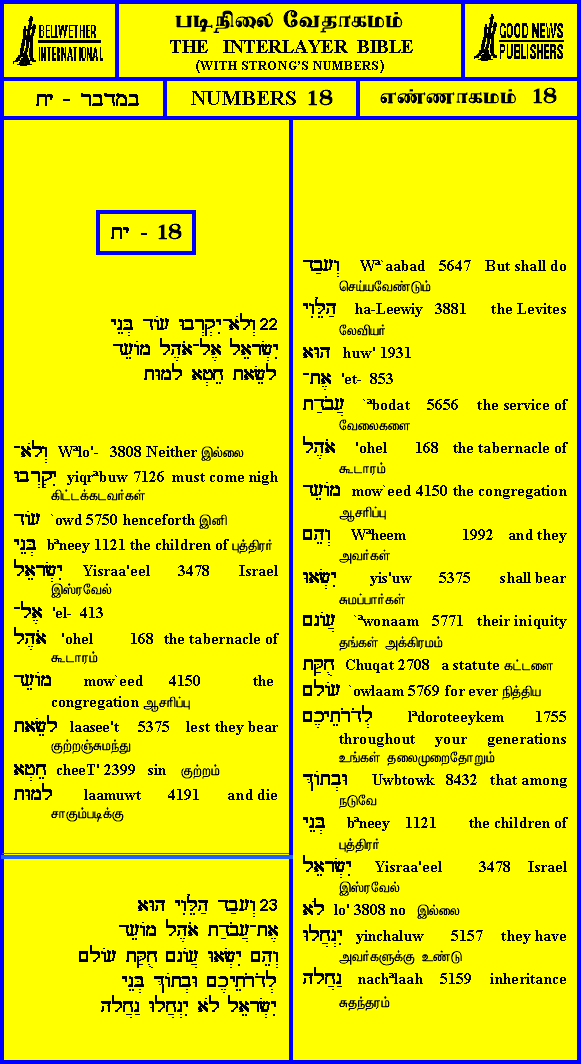 BELLWETHER
INTERNATIONAL
படிநிலை வேதாகமம்
THE INTERLAYER BIBLE
(WITH STRONG'S NUMBERS)
GOOD NEWS
PUBLISHERS
במדבר - יח
NUMBERS 18
எண்ணாகமம் 18
18 - יח
22 וְלֹא־יִקְרְבוּ עוֹד בְּנֵי
יִשְׂרָאֵל אֶל־אֹהֶל מוֹעֵד
לָשֵׂאת חֵטְא לָמוּת
וְלֹא־ Wªlo'- 3808 Neither இல்லை
יִקְרְבוּ yiqrªbuw 7126 must come nigh
கிட்டக்கடவர்கள்
עוֹד `owd 5750 henceforth இனி
בְּנֵי bªneey 1121 the children of புத்திரர்
יִשְׂרָאֵל Yisraa'eel 3478 Israel
இஸ்ரவேல்
אֶל־ 'el- 413
אֹהֶל 'ohel 168 the tabernacle of
கூடாரம்
מוֹעֵד mow`eed 4150 the
congregation ஆசரிப்பு
לָשֵׂאת laasee't 5375 lest they bear
குற்றஞ்சுமந்து
חֵטְא cheeT' 2399 sin குற்றம்
לָמוּת laamuwt 4191 and die
சாகும்படிக்கு
23 וְעָבַד הַלֵּוִי הוּא
אֶת־עֲבֹדַת אֹהֶל מוֹעֵד
וְהֵם יִשְׂאוּ עֲוֹנָם חֻקַּת עוֹלָם
לְדֹרֹתֵיכֶם וּבְתוֹךְ בְּנֵי
יִשְׂרָאֵל לֹא יִנְחֲלוּ נַחֲלָה
וְעָבַד Wª`aabad 5647 But shall do
செய்யவேண்டும்
הַלֵּוִי ha-Leewiy 3881 the Levites
லேவியர்
הוּא huw' 1931
אֶת־ 'et- 853
עֲבֹדַת `ªbodat 5656 the service of
வேலைகளை
אֹהֶל 'ohel 168 the tabernacle of
கூடாரம்
מוֹעֵד mow`eed 4150 the congregation
ஆசரிப்பு
וְהֵם Wªheem 1992 and they
அவர்கள்
יִשְׂאוּ yis'uw 5375 shall bear
சுமப்பார்கள்
עֲוֹנָם `ªwonaam 5771 their iniquity
தங்கள் அக்கிரமம்
חֻקַּת Chuqat 2708 a statute கட்டளை
עוֹלָם `owlaam 5769 for ever நித்திய
לְדֹרֹתֵיכֶם lªdoroteeykem 1755
throughout your generations
உங்கள் தலைமுறைதோறும்
וּבְתוֹךְ Uwbtowk 8432 that among
நடுவே
בְּנֵי bªneey 1121 the children of
புத்திரர்
יִשְׂרָאֵל Yisraa'eel 3478 Israel
இஸ்ரவேல்
לֹא lo' 3808 no இல்லை
יִנְחֲלוּ yinchaluw 5157 they have
அவர்களுக்கு உண்டு
נַחֲלָה nachªlaah 5159 inheritance
சுதந்தரம்